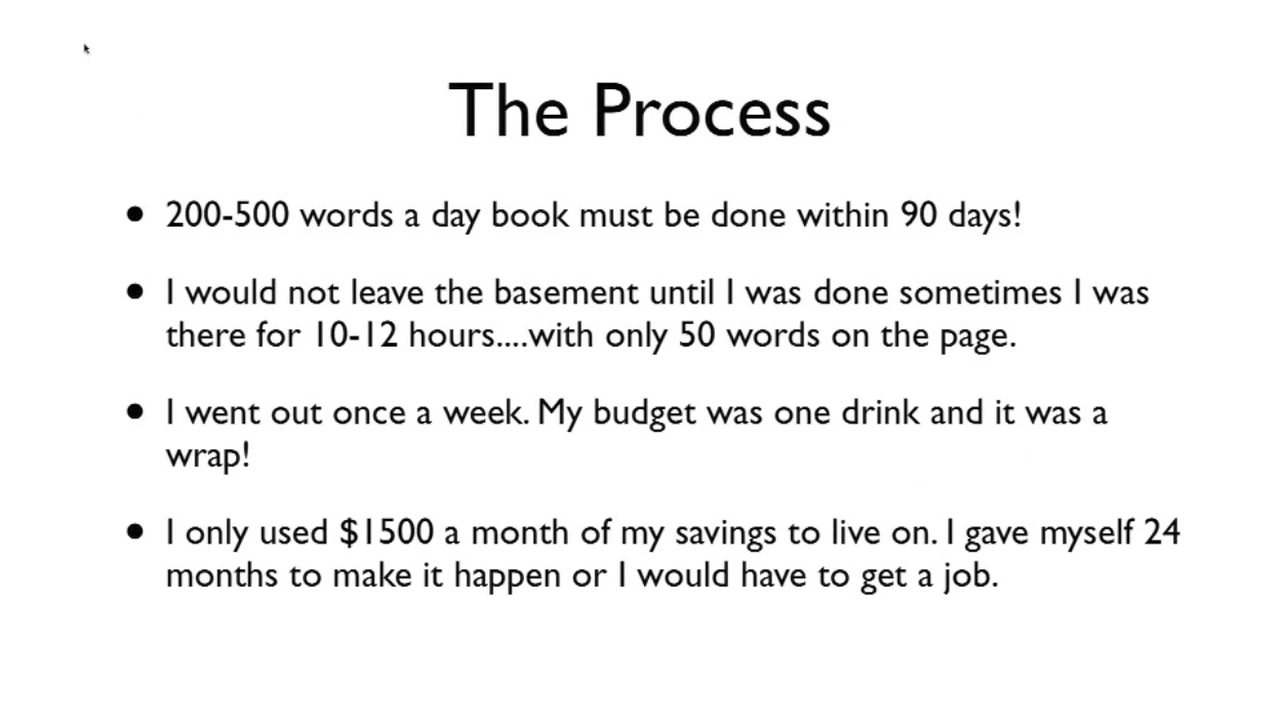 The Process
• 200-500 words a day book must be done within 90 days!
• I would not leave the basement until I was done sometimes I was
there for 10-12 hours....with only 50 words on the page.
• I went out once a week. My budget was one drink and it was a
wrap!
• I only used $1500 a month of my savings to live on. I gave myself 24
months to make it happen or I would have to get a job.